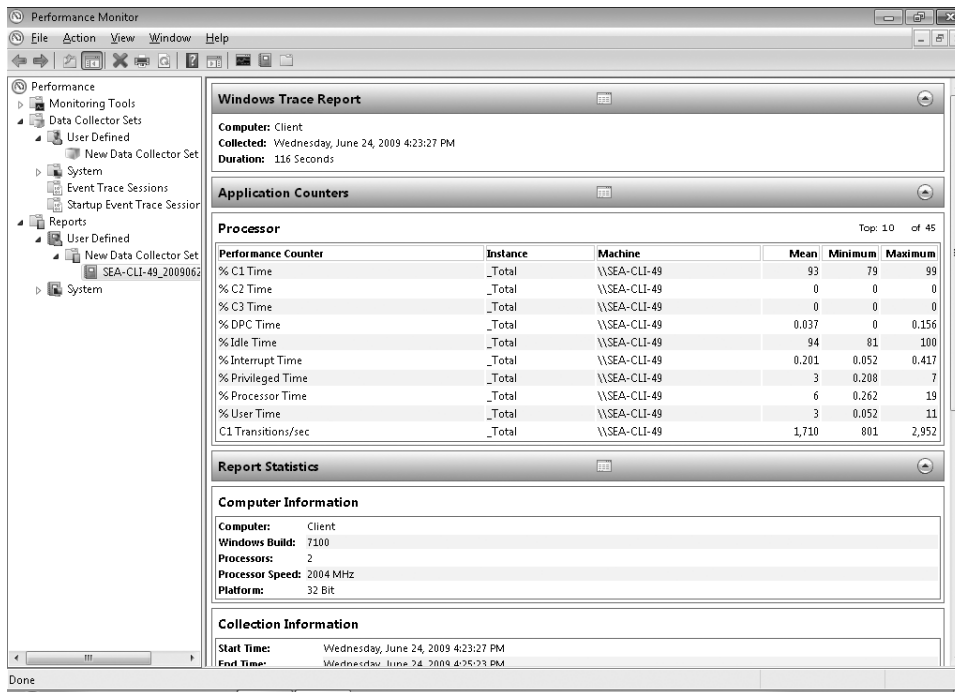 Performance Monitor
File Action View Window Help
Performance
Monitoring Tools
Data Collector Sets
User Defined
New Data Collector Set
System
Event Trace Sessions
Startup Event Trace Session
Reports
User Defined
New Data Collector Set
SEA-CLI-49_2009062
System
Windows Trace Report
Computer: Client
Collected: Wednesday, June 24, 2009 4:23:27 PM
Duration: 116 Seconds
Application Counters
Processor Top: 10 of 45
Performance Counter Instance Machine Mean Minimum Maximum
% C1 Time _Total \\SEA-CLI-49 93 79 99
% C2 Time _Total \\SEA-CLI-49 0 0 0
% C3 Time _Total \\SEA-CLI-49 0 0 0
% DPC Time _Total \\SEA-CLI-49 0.037 0 0.156
% Idle Time _Total \\SEA-CLI-49 94 81 100
% Interrupt Time _Total \\SEA-CLI-49 0.201 0.052 0.417
% Privileged Time _Total \\SEA-CLI-49 3 0.208 7
% Processor Time _Total \\SEA-CLI-49 6 0.262 19
% User Time _Total \\SEA-CLI-49 3 0.052 11
C1 Transitions/sec _Total \\SEA-CLI-49 1,710 801 2,952
Report Statistics
Computer Information
Computer: Client
Windows Build: 7100
Processors: 2
Processor Speed: 2004 MHz
Platform: 32 Bit
Collection Information
Start Time: Wednesday, June 24, 2009 4:23:27 PM
End Time: Wednesday, June 24, 2009 4:25:23 PM
Done